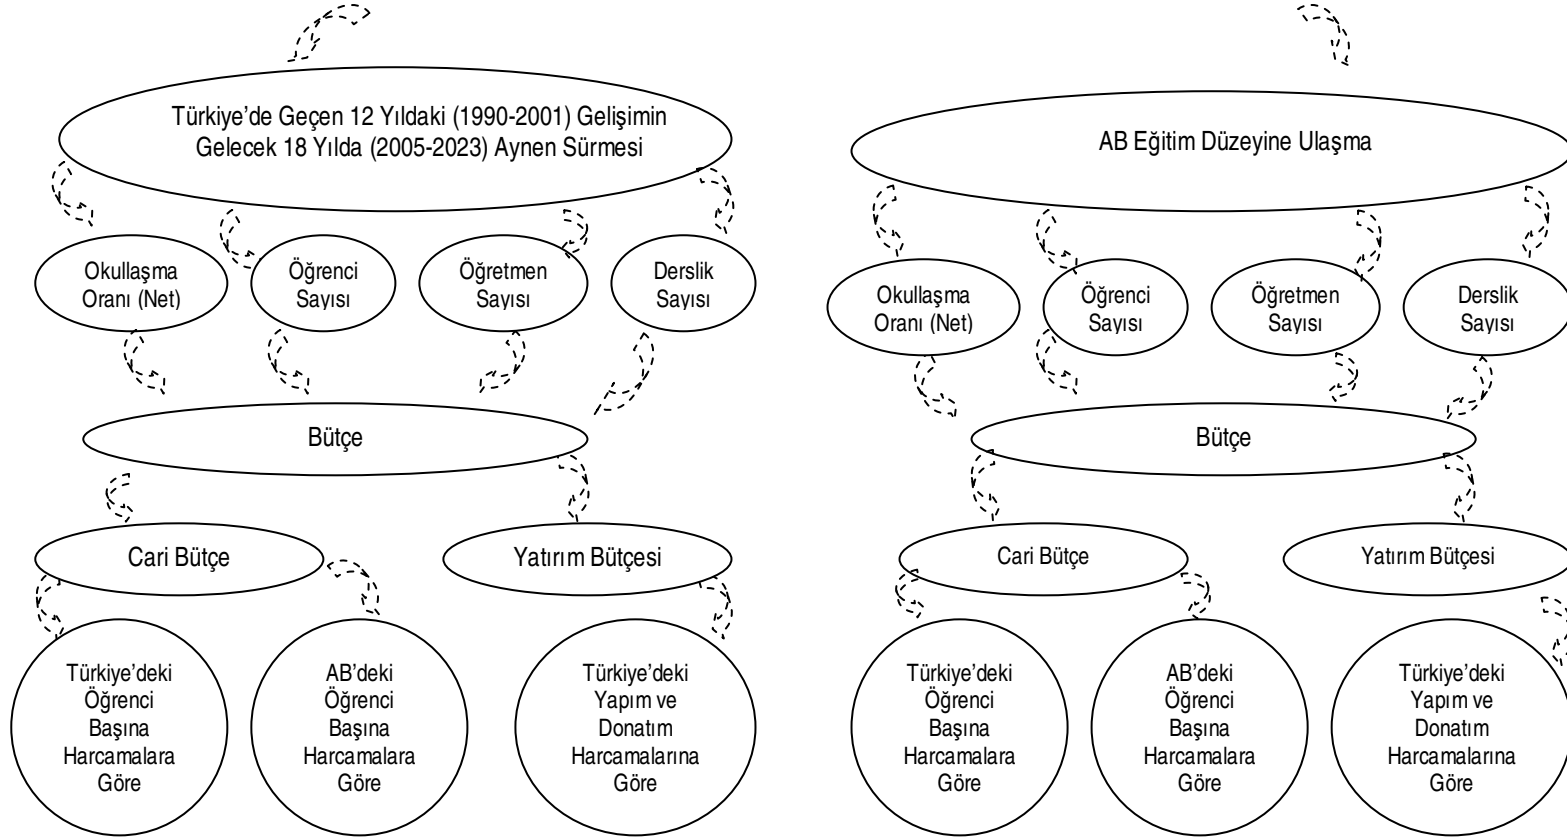 Türkiye'de Geçen 12 Yıldaki (1990-2001) Gelişimin
Gelecek 18 Yılda (2005-2023) Aynen Sürmesi
Okullaşma
Oranı (Net)
Öğrenci
Sayısı
Öğretmen
Sayısı
Derslik
Sayısı
Bütçe
Cari Bütçe
Yatırım Bütçesi
Türkiye'deki
Öğrenci
Başına
Harcamalara
Göre
AB'deki
Öğrenci
Başına
Harcamalara
Göre
Türkiye'deki
Yapım ve
Donatım
Harcamalarına
Göre
AB Eğitim Düzeyine Ulaşma
Okullaşma
Oranı (Net)
Öğrenci
Sayısı
Öğretmen
Sayısı
Derslik
Sayısı
Bütçe
Cari Bütçe
Yatırım Bütçesi
Türkiye'deki
Öğrenci
Başına
Harcamalara
Göre
AB'deki
Öğrenci
Başına
Harcamalara
Göre
Türkiye'deki
Yapım ve
Donatım
Harcamalarına
Göre